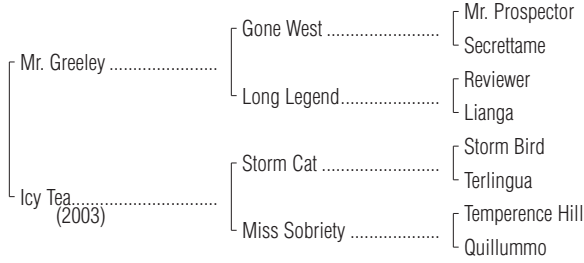 Mr. Prospector
Gone West ......................
Secrettame
Mr. Greeley .....................
Reviewer
Long Legend...................
Lianga
Storm Bird
Storm Cat .......................
Terlingua
Icy Tea............................
(2003)
Temperence Hill
Miss Sobriety .................
Quillummo